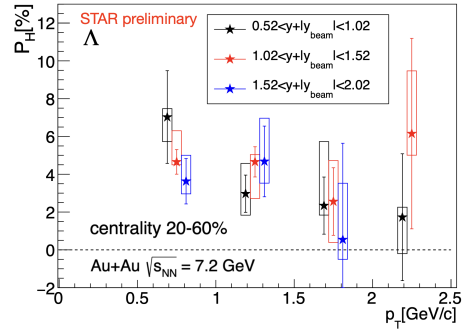 P_H[%]
12
10
8
6
4
2
0
−2
STAR preliminary
Λ
0.52<y+|y_beam|<1.02
1.02<y+|y_beam|<1.52
1.52<y+|y_beam|<2.02
centrality 20-60%
Au+Au √s_NN = 7.2 GeV
0 0.5 1 1.5 2 2.5
p_T[GeV/c]